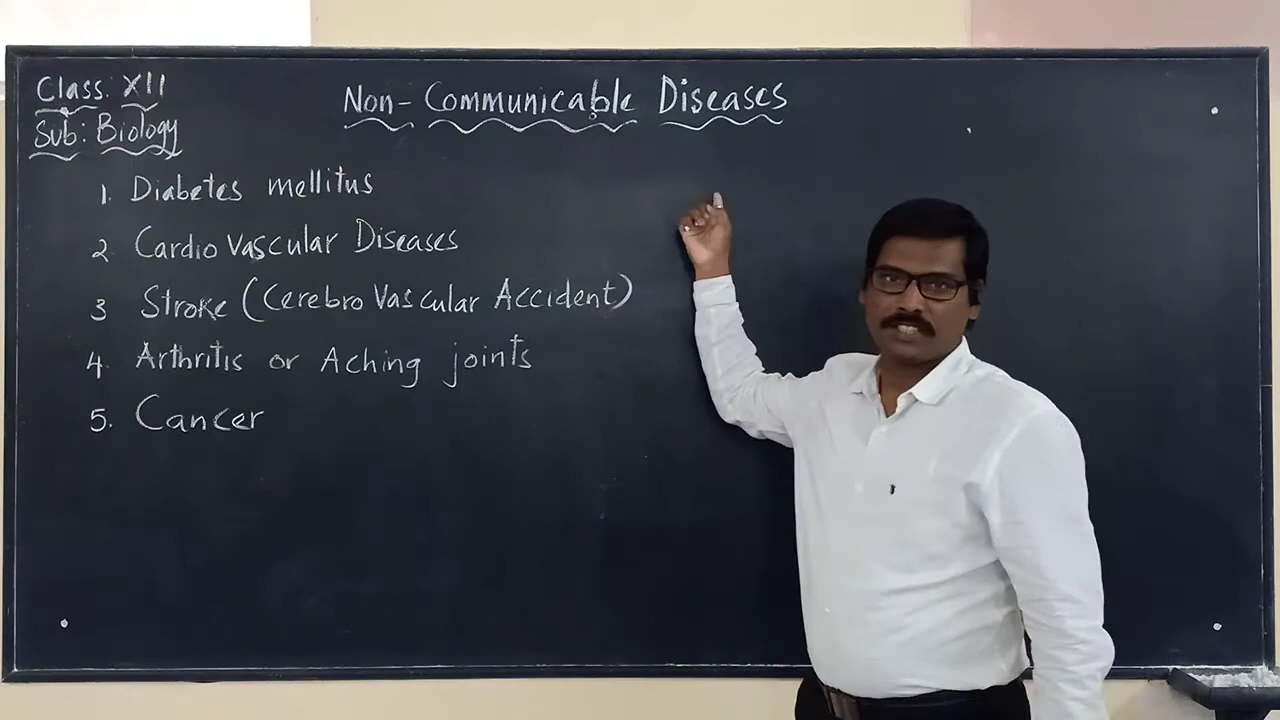 Class: XII
Non-Communicable Diseases
Sub: Biology
1. Diabetes mellitus
2. Cardio Vascular Diseases
3 Stroke (Cerebro Vascular Accident)
4. Arthritis or Aching joints
5. Cancer